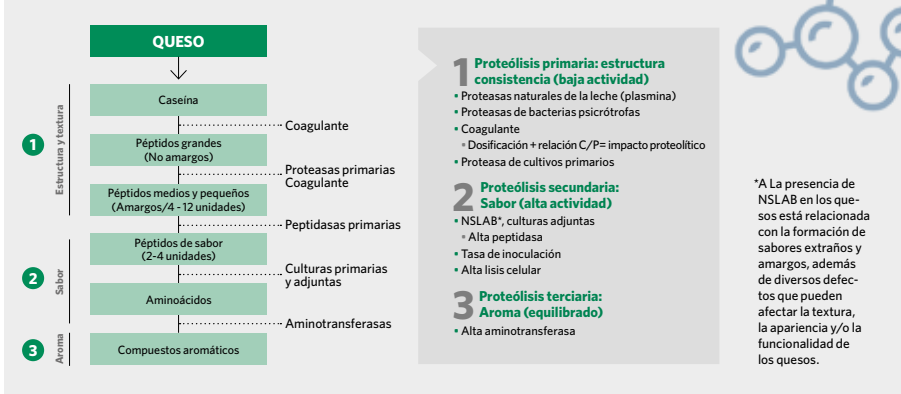 QUESO
Caseína
Coagulante
Péptidos grandes
(No amargos)
Proteasas primarias
Coagulante
Péptidos medios y pequeños
(Amargos/4 - 12 unidades)
Peptidasas primarias
Péptidos de sabor
(2-4 unidades)
Culturas primarias
y adjuntas
Aminoácidos
Aminotransferasas
Compuestos aromáticos
1
Estructura y textura
2
Sabor
3
Aroma
1 Proteólisis primaria: estructura
consistencia (baja actividad)
• Proteasas naturales de la leche (plasmina)
• Proteasas de bacterias psicrótrofas
• Coagulante
• Dosificación + relación C/P= impacto proteolítico
• Proteasa de cultivos primarios
2 Proteólisis secundaria:
Sabor (alta actividad)
• NSLAB*, culturas adjuntas
• Alta peptidasa
• Tasa de inoculación
• Alta lisis celular
3 Proteólisis terciaria:
Aroma (equilibrado)
• Alta aminotransferasa
*A La presencia de
NSLAB en los que-
sos está relacionada
con la formación de
sabores extraños y
amargos, además
de diversos defec-
tos que pueden
afectar la textura,
la apariencia y/o la
funcionalidad de
los quesos.